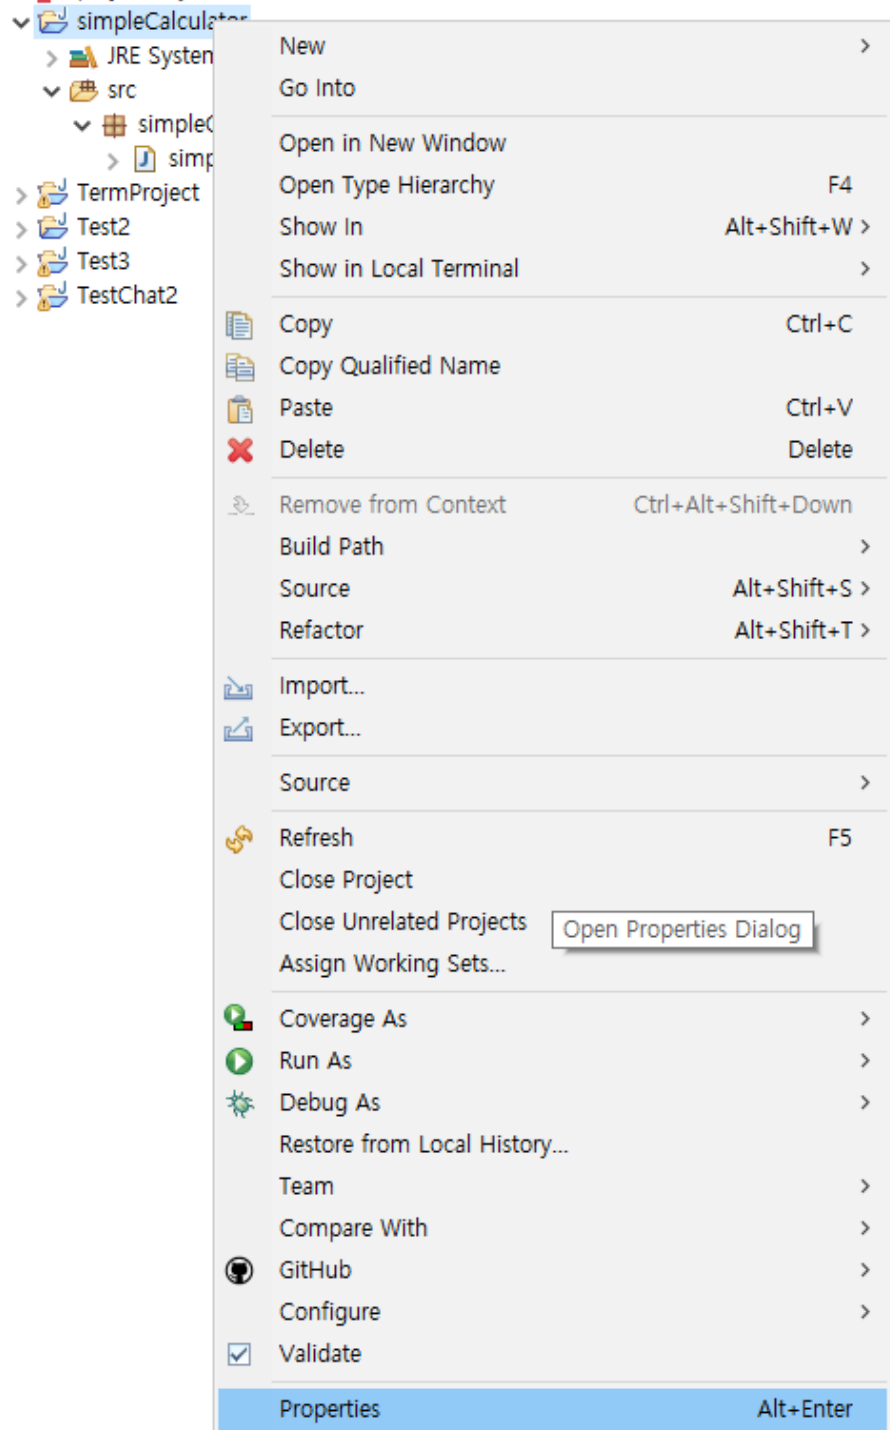 simpleCalculator
JRE System
src
simple
simp
TermProject
Test2
Test3
TestChat2
New
Go Into
Open in New Window
Open Type Hierarchy F4
Show In Alt+Shift+W >
Show in Local Terminal
Copy Ctrl+C
Copy Qualified Name
Paste Ctrl+V
Delete Delete
Remove from Context Ctrl+Alt+Shift+Down
Build Path
Source Alt+Shift+S >
Refactor Alt+Shift+T >
Import...
Export...
Source
Refresh F5
Close Project
Close Unrelated Projects
Open Properties Dialog
Assign Working Sets...
Coverage As
Run As
Debug As
Restore from Local History...
Team
Compare With
GitHub
Configure
Validate
Properties Alt+Enter